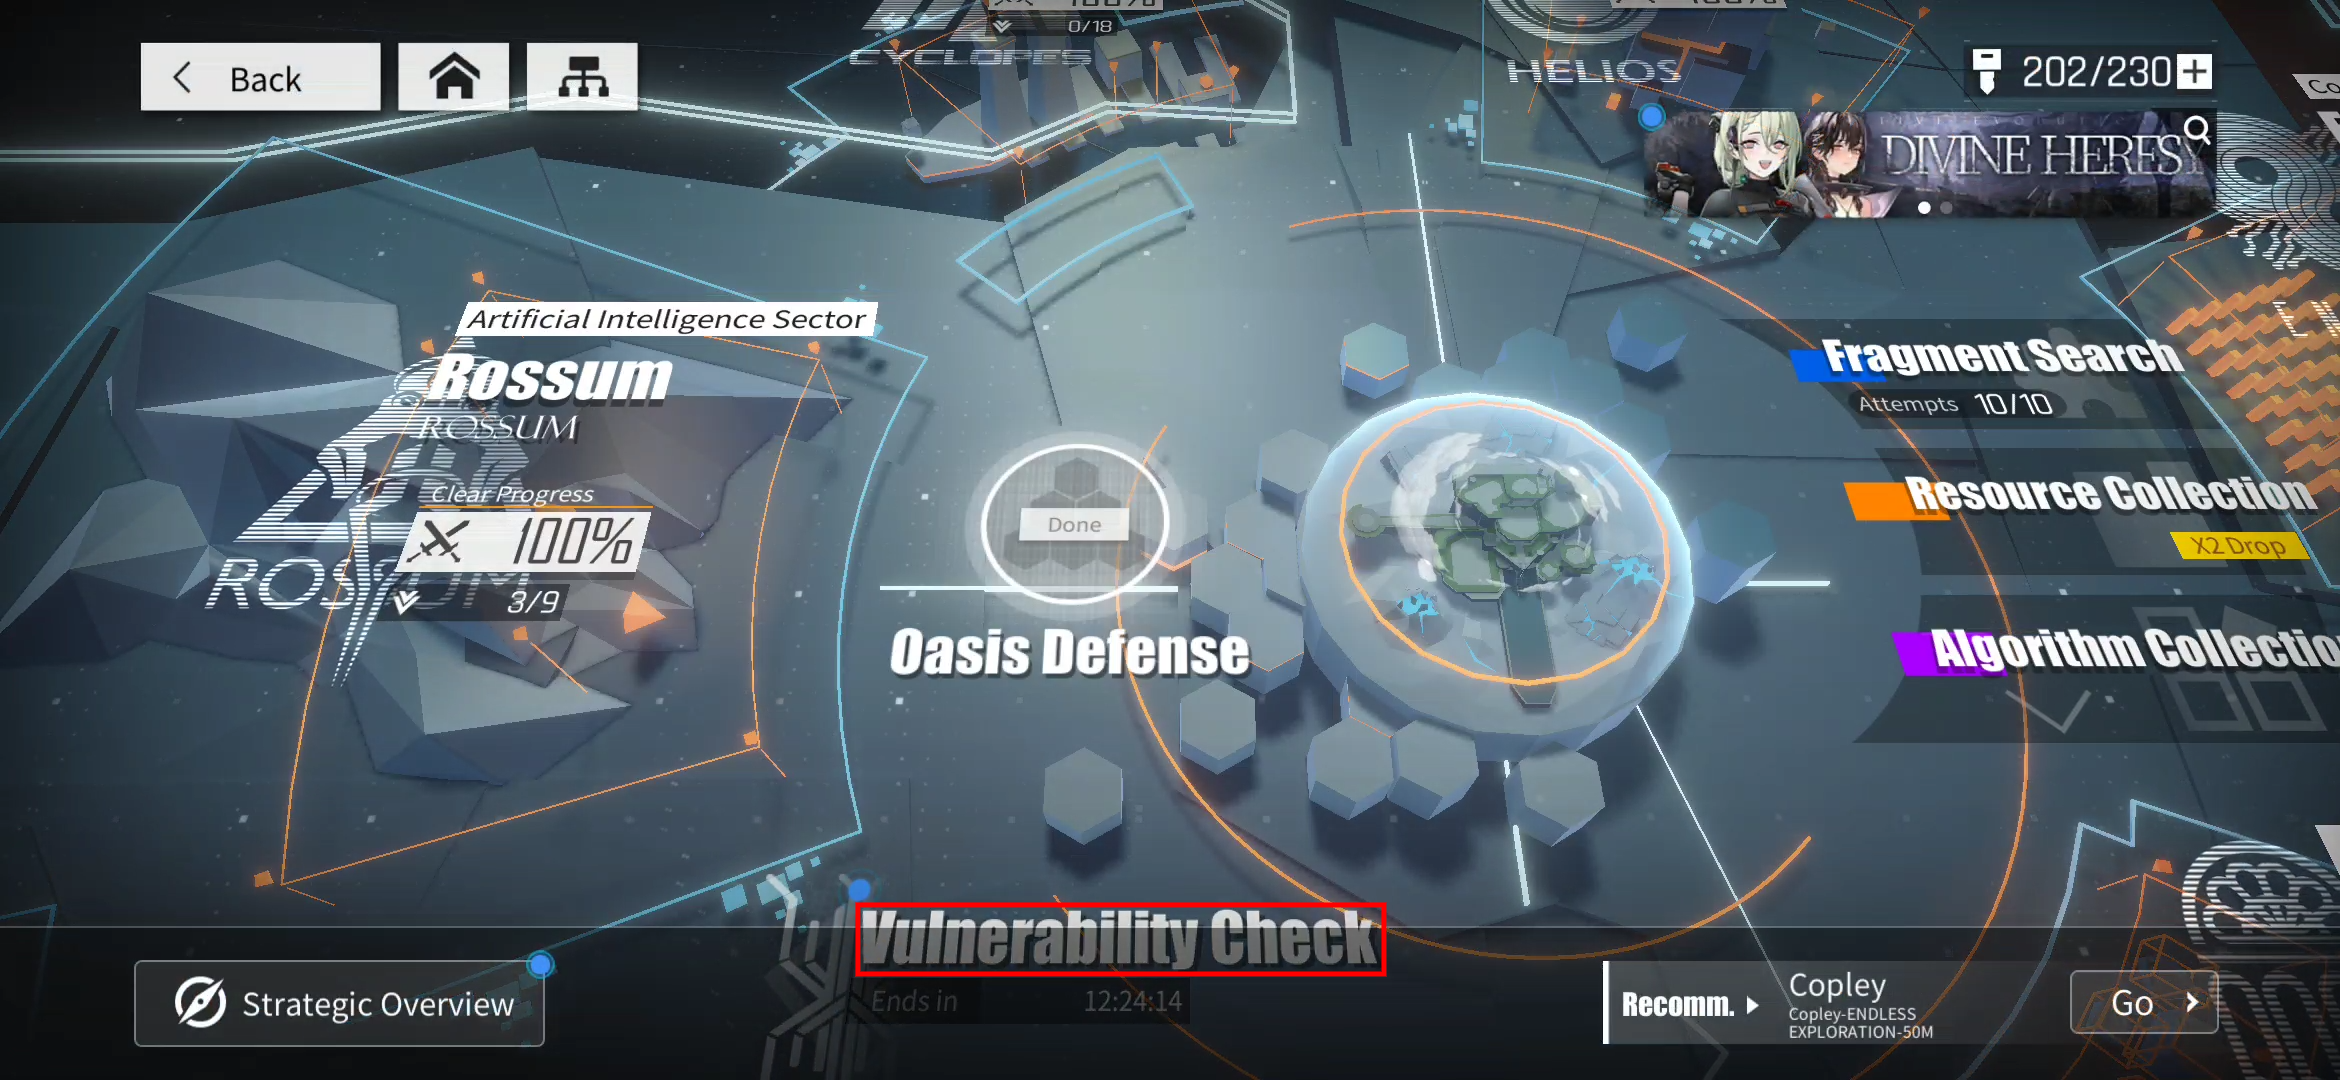 0/18
CYCLOPES
HELIOS
Back
202/230
DIVINE HERESY
Artificial Intelligence Sector
Rossum
ROSSUM
Clear Progress
100%
3/9
ROSSUM
Done
Oasis Defense
Fragment Search
Attempts 10/10
Resource Collection
X2 Drop
Algorithm Collectio
Vulnerability Check
Ends in 12:24:14
Strategic Overview
Recomm.
Copley
Copley-ENDLESS
EXPLORATION-50M
Go